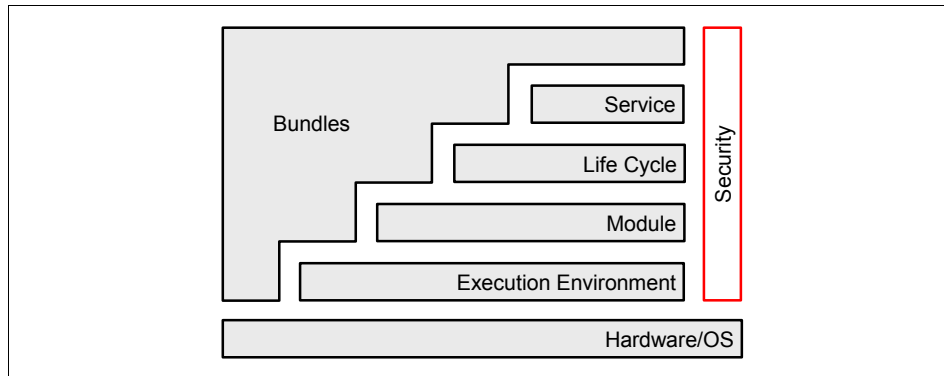 Service
Bundles
Life Cycle
Security
Module
Execution Environment
Hardware/OS